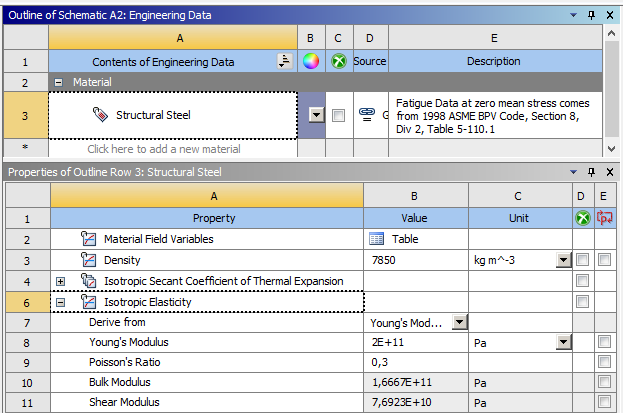 Outline of Schematic A2: Engineering Data
A B C D E
1 Contents of Engineering Data Source Description
2 Material
3 Structural Steel G Fatigue Data at zero mean stress comes
from 1998 ASME BPV Code, Section 8,
Div 2, Table 5-110.1
* Click here to add a new material
Properties of Outline Row 3: Structural Steel
A B C D E
1 Property Value Unit
2 Material Field Variables Table
3 Density 7850 kg m^-3
4 Isotropic Secant Coefficient of Thermal Expansion
6 Isotropic Elasticity
7 Derive from Young's Mod...
8 Young's Modulus 2E+11 Pa
9 Poisson's Ratio 0,3
10 Bulk Modulus 1,6667E+11 Pa
11 Shear Modulus 7,6923E+10 Pa